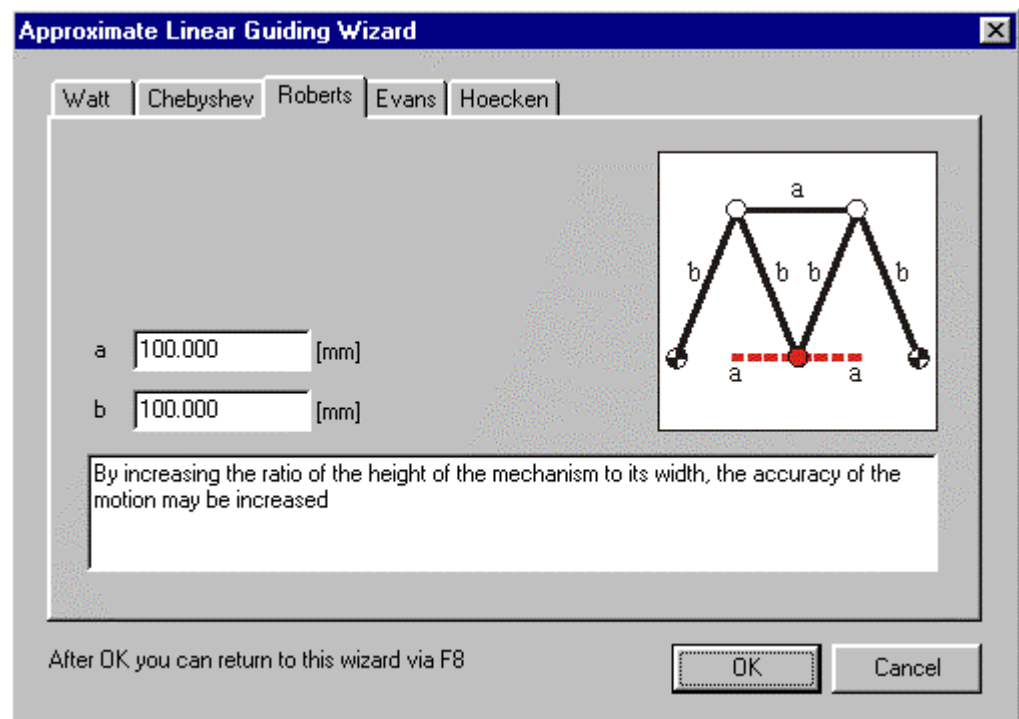 Approximate Linear Guiding Wizard
Watt Chebyshev Roberts Evans Hoecken
a
b b b b
a a
a 100.000 [mm]
b 100.000 [mm]
By increasing the ratio of the height of the mechanism to its width, the accuracy of the
motion may be increased
After OK you can return to this wizard via F8
OK Cancel